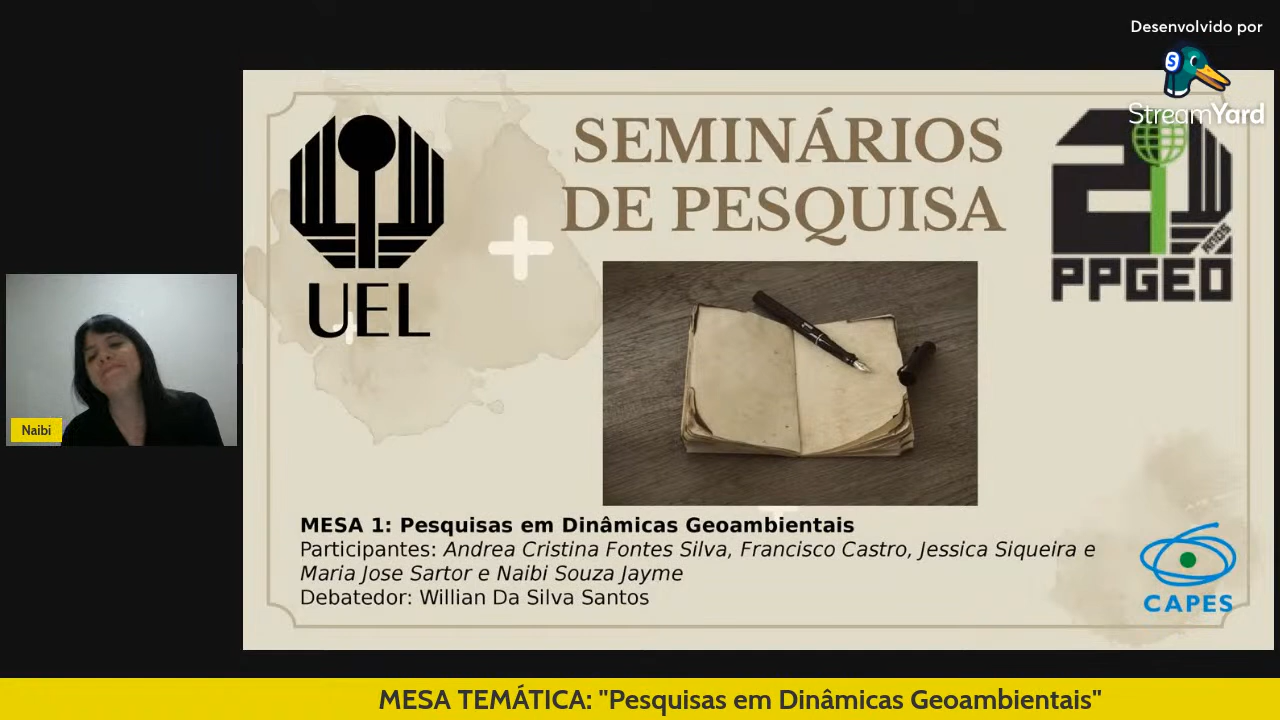 Desenvolvido por
StreamYard
SEMINÁRIOS
DE PESQUISA
UEL
20
ANOS
PPGEO
Naibi
MESA 1: Pesquisas em Dinâmicas Geoambientais
Participantes: Andrea Cristina Fontes Silva, Francisco Castro, Jessica Siqueira e
Maria Jose Sartor e Naibi Souza Jayme
Debatedor: Willian Da Silva Santos
CAPES
MESA TEMÁTICA: "Pesquisas em Dinâmicas Geoambientais"